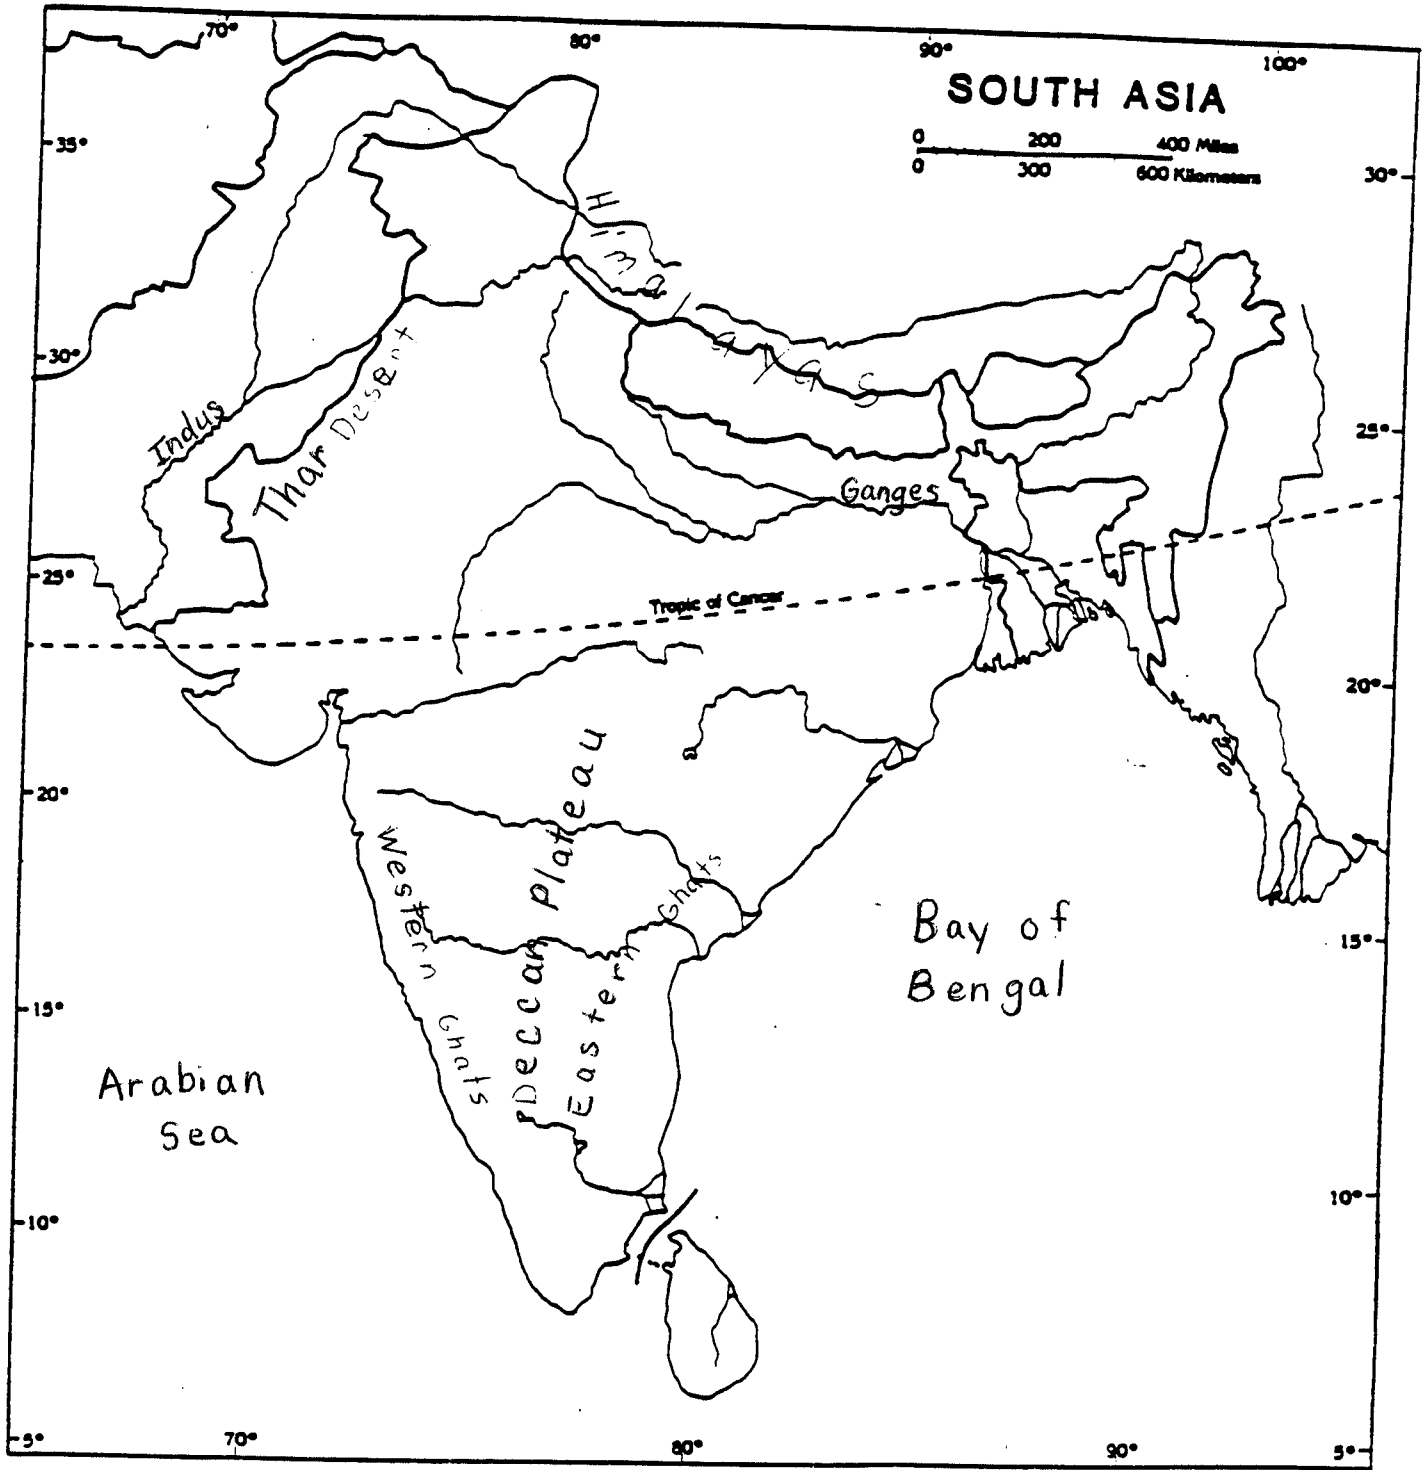 70°
80°
90°
100°
SOUTH ASIA
0 200 400 Miles
0 300 600 Kilometers
35°
30°
Himalayas
30°
Thar Desert
Indus
25°
Ganges
25°
Tropic of Cancer
20°
20°
Deccan Plateau
Western Ghats
Eastern Ghats
Bay of
Bengal
15°
15°
Arabian
Sea
10°
10°
5°
70°
80°
90°
5°